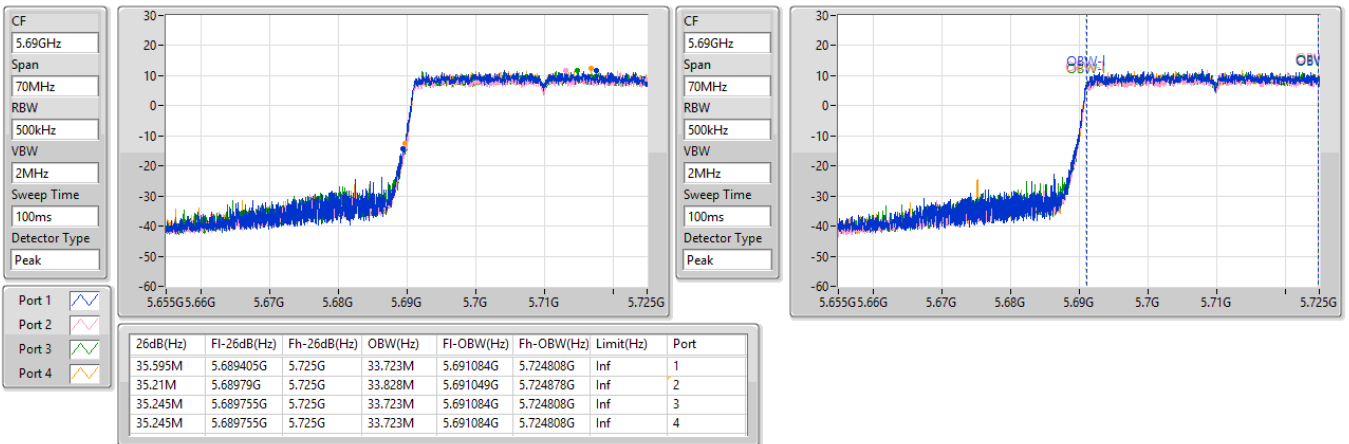 CF
5.69GHz
Span
70MHz
RBW
500kHz
VBW
2MHz
Sweep Time
100ms
Detector Type
Peak
30
20
10
0
-10
-20
-30
-40
-50
-60
5.655G 5.66G 5.67G 5.68G 5.69G 5.7G 5.71G 5.725G
CF
5.69GHz
Span
70MHz
RBW
500kHz
VBW
2MHz
Sweep Time
100ms
Detector Type
Peak
30
20
10
0
-10
-20
-30
-40
-50
-60
OBW-l
OBW
5.655G 5.66G 5.67G 5.68G 5.69G 5.7G 5.71G 5.725G
Port 1
Port 2
Port 3
Port 4
26dB(Hz) Fl-26dB(Hz) Fh-26dB(Hz) OBW(Hz) Fl-OBW(Hz) Fh-OBW(Hz) Limit(Hz) Port
35.595M 5.689405G 5.725G 33.723M 5.691084G 5.724808G Inf 1
35.21M 5.68979G 5.725G 33.828M 5.691049G 5.724878G Inf 2
35.245M 5.689755G 5.725G 33.723M 5.691084G 5.724808G Inf 3
35.245M 5.689755G 5.725G 33.723M 5.691084G 5.724808G Inf 4